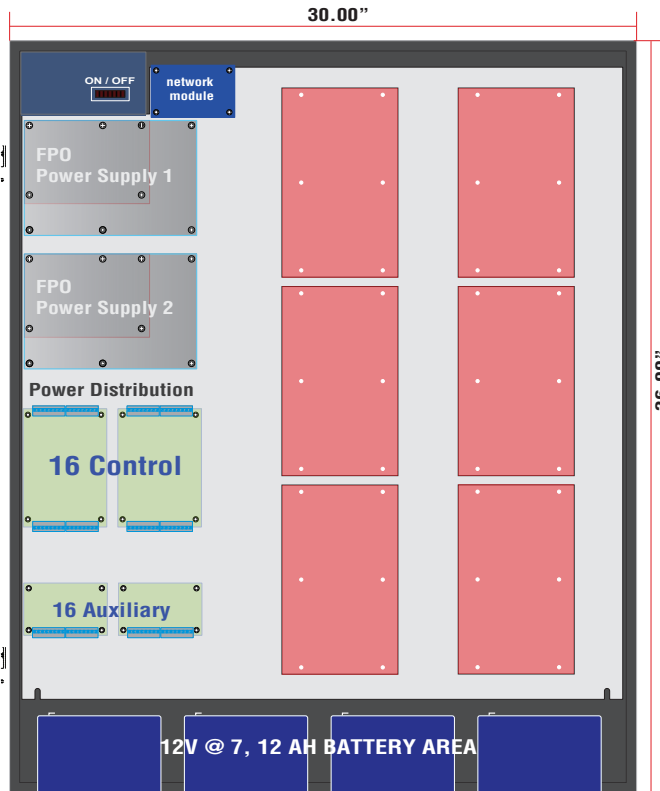 30.00”
ON / OFF
network
module
FPO
Power Supply 1
FPO
Power Supply 2
Power Distribution
16 Control
16 Auxiliary
12V @ 7, 12 AH BATTERY AREA